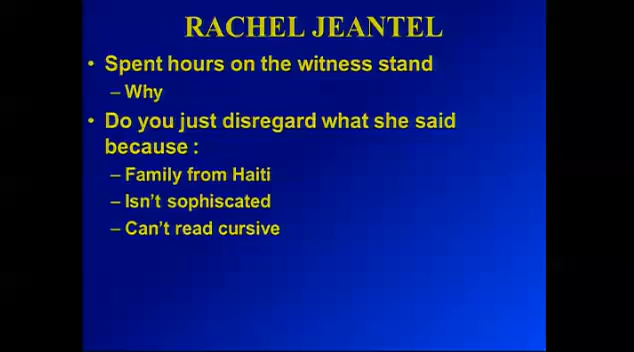 RACHEL JEANTEL
• Spent hours on the witness stand
– Why
• Do you just disregard what she said
because :
– Family from Haiti
– Isn't sophiscated
– Can't read cursive